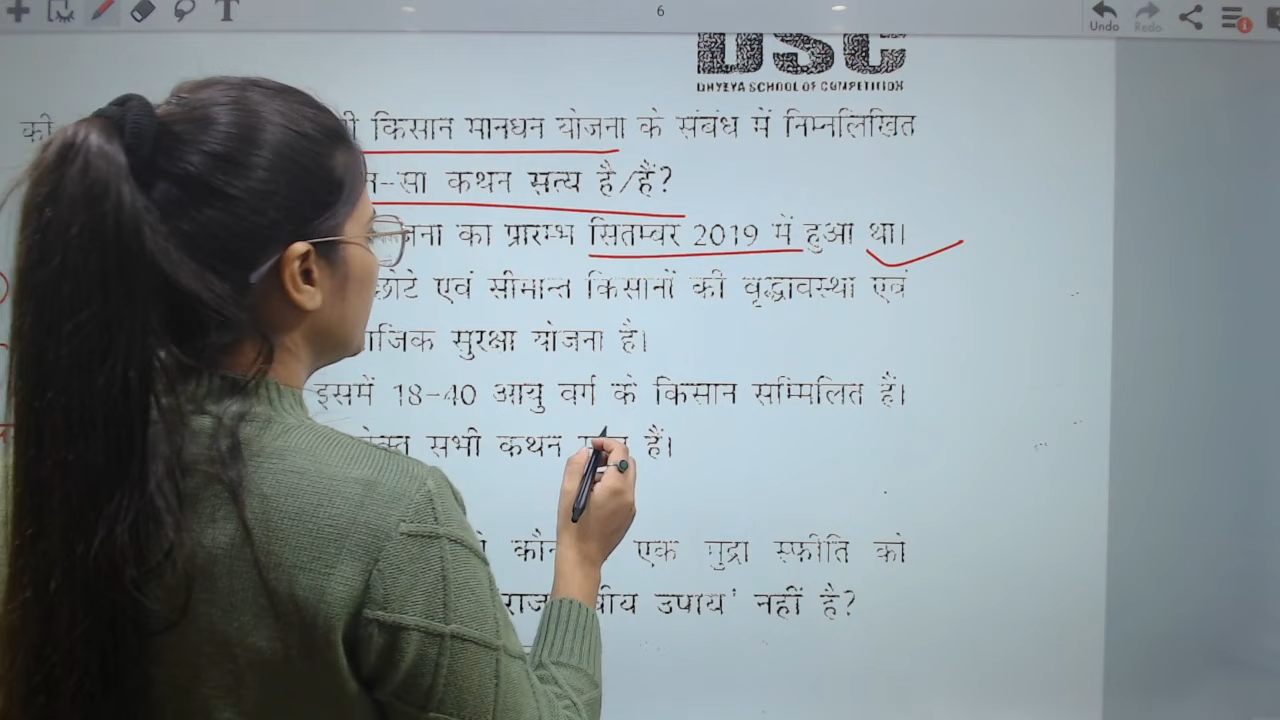 T
6
Undo
Redo
DSC
DHYEYA SCHOOL OF COMPETITION
किसान मानधन योजना के संबंध में निम्नलिखित
कथन सत्य है/हैं?
का प्रारम्भ सितम्बर 2019 में हुआ था।
छोटे एवं सीमान्त किसानों की वृद्धावस्था एवं
सुरक्षा योजना है।
इसमें 18-40 आयु वर्ग के किसान सम्मिलित हैं।
सभी कथन हैं।
एक मुद्रा स्फीति को
उपाय' नहीं है?